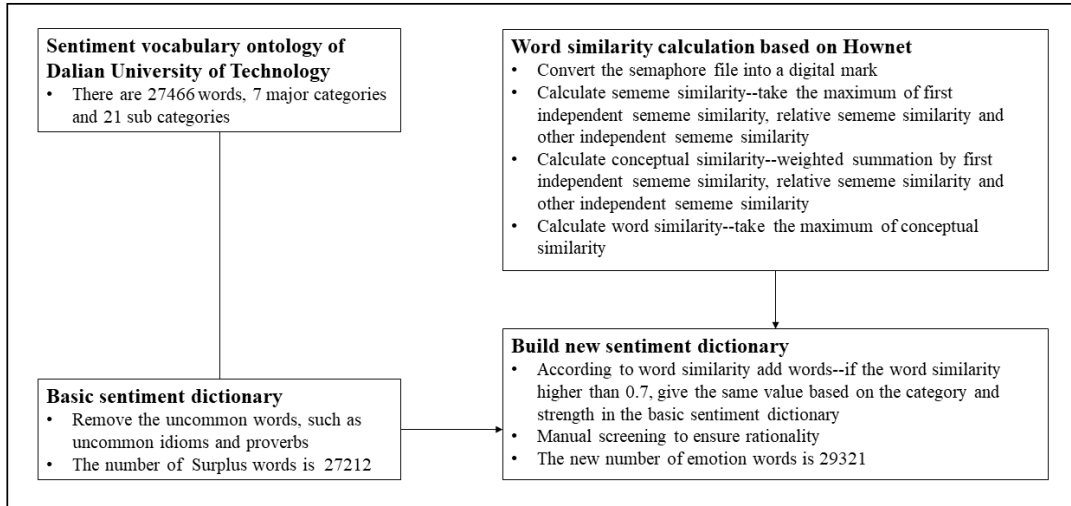 Sentiment vocabulary ontology of
Dalian University of Technology
• There are 27466 words, 7 major categories
and 21 sub categories
Word similarity calculation based on Hownet
• Convert the semaphore file into a digital mark
• Calculate sememe similarity--take the maximum of first
independent sememe similarity, relative sememe similarity and
other independent sememe similarity
• Calculate conceptual similarity--weighted summation by first
independent sememe similarity, relative sememe similarity and
other independent sememe similarity
• Calculate word similarity--take the maximum of conceptual
similarity
Basic sentiment dictionary
• Remove the uncommon words, such as
uncommon idioms and proverbs
• The number of Surplus words is 27212
Build new sentiment dictionary
• According to word similarity add words--if the word similarity
higher than 0.7, give the same value based on the category and
strength in the basic sentiment dictionary
• Manual screening to ensure rationality
• The new number of emotion words is 29321